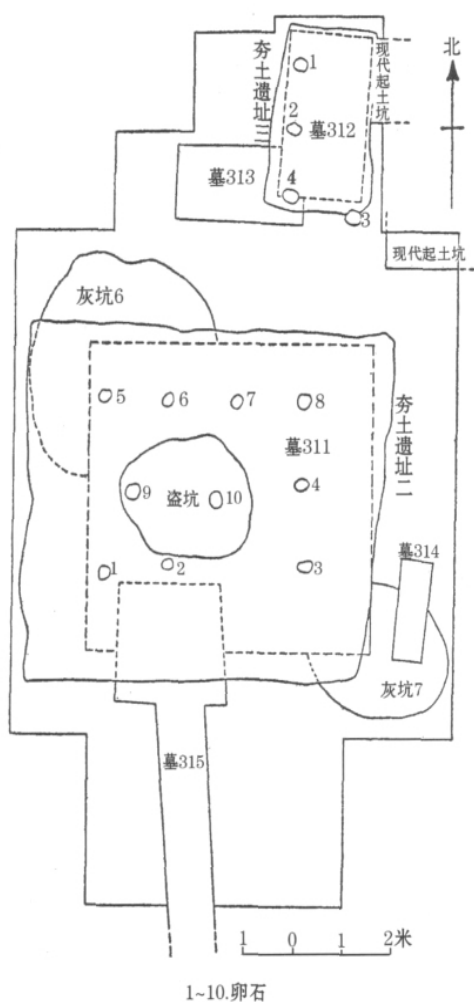 北
夯土遗址三
现代起土坑
1
2
墓312
墓313
4
3
现代起土坑
灰坑6
夯土遗址二
5
6
7
8
墓311
4
9
盗坑
10
墓314
1
2
3
灰坑7
墓315
1 0 1 2米
1~10.卵石